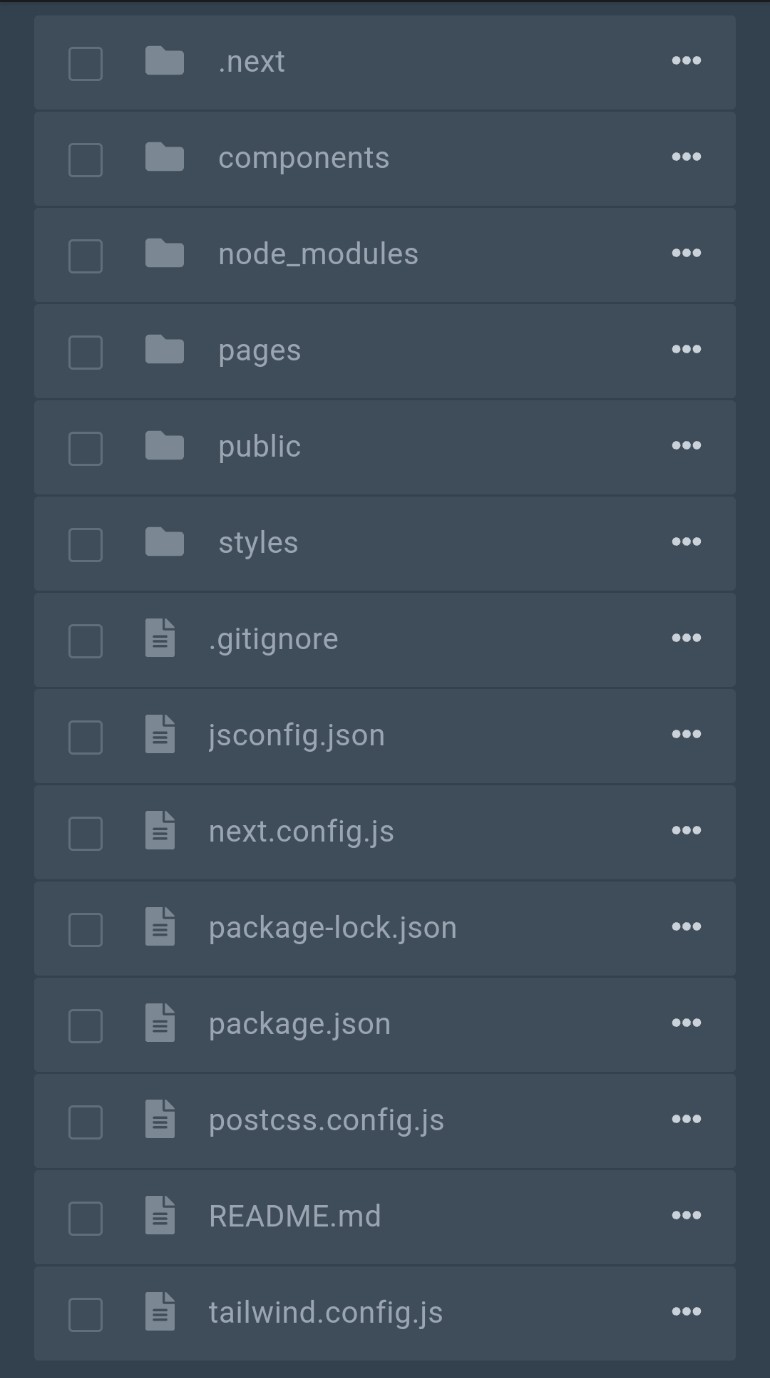 .next
components
node_modules
pages
public
styles
.gitignore
jsconfig.json
next.config.js
package-lock.json
package.json
postcss.config.js
README.md
tailwind.config.js